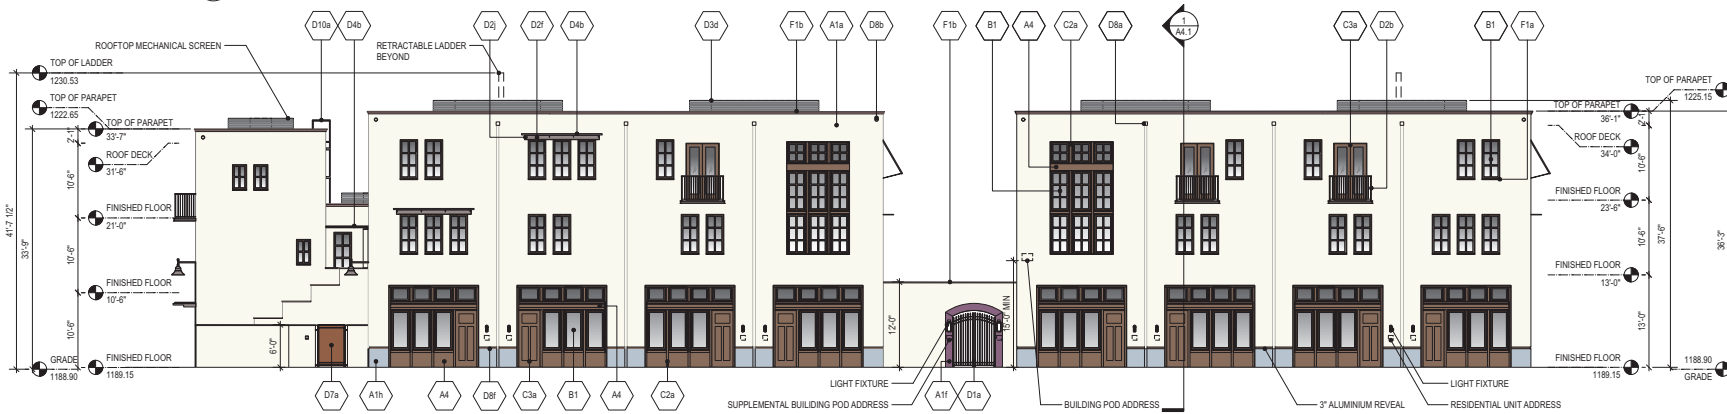 D10a D4b D2j D2f D4b D3d F1b A1a D8b F1b B1 A4 C2a D8a 1 C3a D2b B1 F1a
A4.1
ROOFTOP MECHANICAL SCREEN
RETRACTABLE LADDER
BEYOND
TOP OF LADDER
1230.53
TOP OF PARAPET
1222.65
TOP OF PARAPET
33'-7"
ROOF DECK
31'-6"
FINISHED FLOOR
21'-0"
FINISHED FLOOR
10'-6"
FINISHED FLOOR
1189.15
GRADE
1188.90
41'-7 1/2"
33'-9"
2'-1"
10'-6"
10'-6"
10'-6"
6'-0"
12'-0"
15'-0" MIN
TOP OF PARAPET
1225.15
TOP OF PARAPET
36'-1"
ROOF DECK
34'-0"
FINISHED FLOOR
23'-6"
FINISHED FLOOR
13'-0"
FINISHED FLOOR
1189.15
1188.90
GRADE
2'-1"
10'-6"
10'-6"
13'-0"
37'-6"
36'-3"
D7a A1h A4 D8f C3a B1 A4 C2a A1f D1a
LIGHT FIXTURE
SUPPLEMENTAL BUILDING POD ADDRESS
BUILDING POD ADDRESS
3" ALUMINIUM REVEAL
LIGHT FIXTURE
RESIDENTIAL UNIT ADDRESS